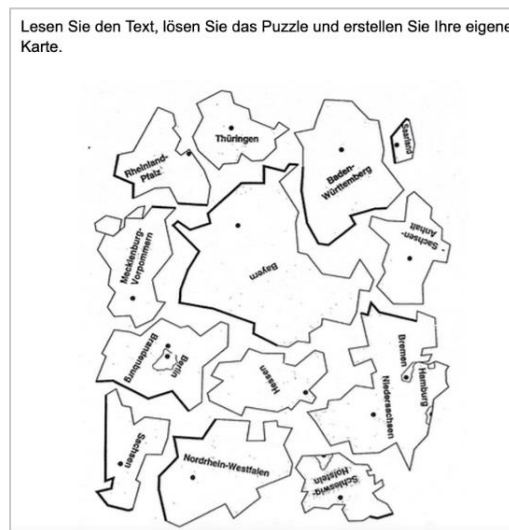 Lesen Sie den Text, lösen Sie das Puzzle und erstellen Sie Ihre eigene
Karte.
Thüringen
Saarland
Rheinland-
Pfalz
Baden-
Württemberg
Sachsen-
Anhalt
Mecklenburg-
Vorpommern
Bayern
Berlin
Brandenburg
Hessen
Bremen
Hamburg
Niedersachsen
Sachsen
Nordrhein-Westfalen
Schleswig-
Holstein